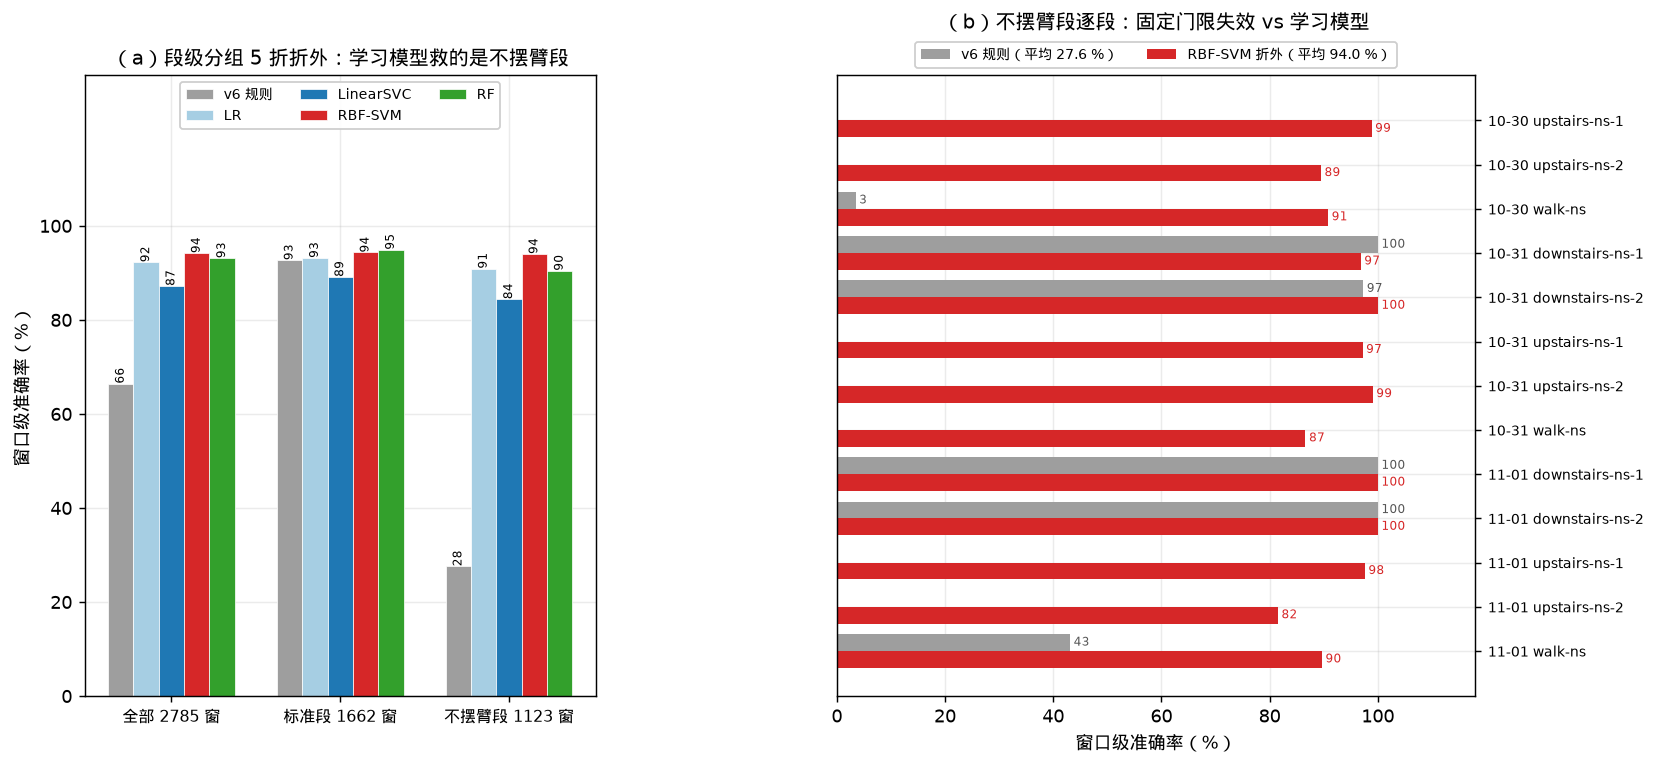 （a）段级分组 5 折折外：学习模型救的是不摆臂段
v6 规则
LR
LinearSVC
RBF-SVM
RF
窗口级准确率（%）
100
80
60
40
20
0
66
92
87
94
93
93
93
89
94
95
28
91
84
94
90
全部 2785 窗
标准段 1662 窗
不摆臂段 1123 窗
（b）不摆臂段逐段：固定门限失效 vs 学习模型
v6 规则（平均 27.6 %）
RBF-SVM 折外（平均 94.0 %）
99
10-30 upstairs-ns-1
89
10-30 upstairs-ns-2
3
91
10-30 walk-ns
100
97
10-31 downstairs-ns-1
97
100
10-31 downstairs-ns-2
97
10-31 upstairs-ns-1
99
10-31 upstairs-ns-2
87
10-31 walk-ns
100
100
11-01 downstairs-ns-1
100
100
11-01 downstairs-ns-2
98
11-01 upstairs-ns-1
82
11-01 upstairs-ns-2
43
90
11-01 walk-ns
0
20
40
60
80
100
窗口级准确率（%）